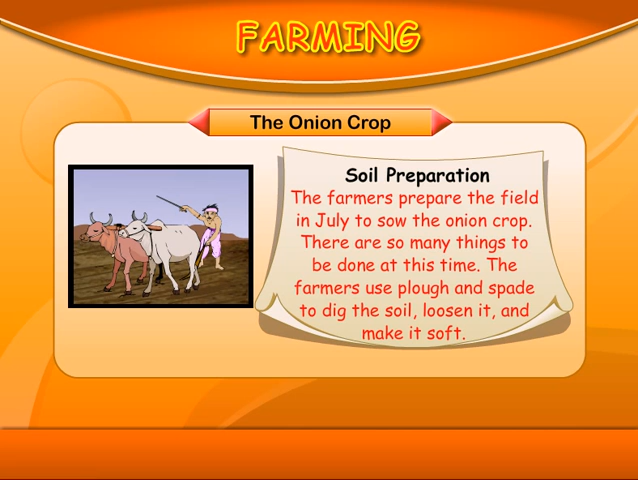 FARMING
The Onion Crop
Soil Preparation
The farmers prepare the field
in July to sow the onion crop.
There are so many things to
be done at this time. The
farmers use plough and spade
to dig the soil, loosen it, and
make it soft.